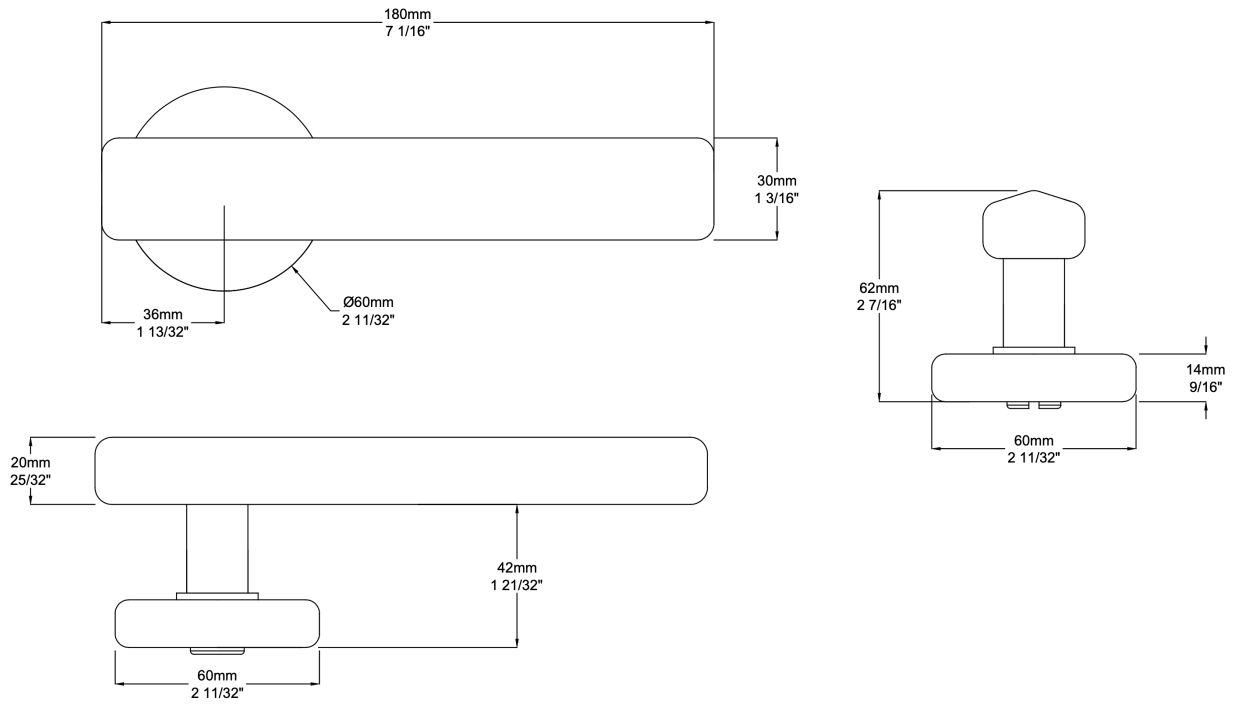 180mm
7 1/16"
30mm
1 3/16"
36mm
1 13/32"
Ø60mm
2 11/32"
62mm
2 7/16"
14mm
9/16"
60mm
2 11/32"
20mm
25/32"
42mm
1 21/32"
60mm
2 11/32"